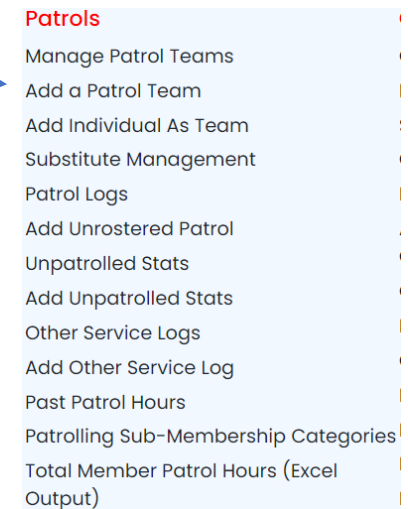 Patrols
Manage Patrol Teams
Add a Patrol Team
Add Individual As Team
Substitute Management
Patrol Logs
Add Unrostered Patrol
Unpatrolled Stats
Add Unpatrolled Stats
Other Service Logs
Add Other Service Log
Past Patrol Hours
Patrolling Sub-Membership Categories
Total Member Patrol Hours (Excel
Output)